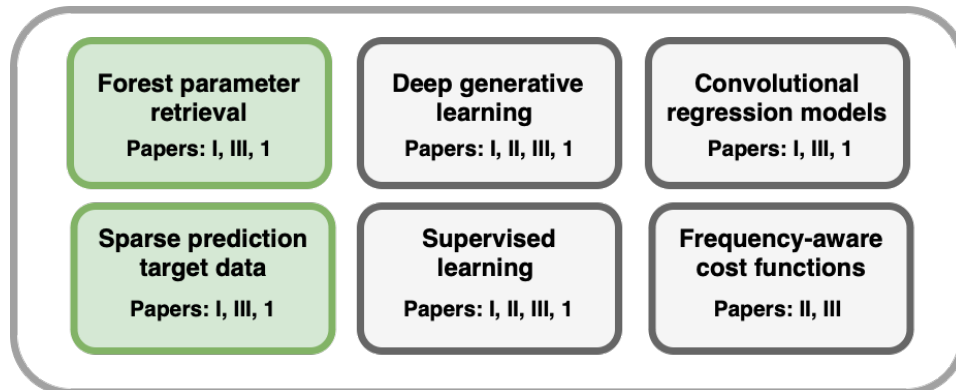 Forest parameter
retrieval
Papers: I, III, 1
Deep generative
learning
Papers: I, II, III, 1
Convolutional
regression models
Papers: I, III, 1
Sparse prediction
target data
Papers: I, III, 1
Supervised
learning
Papers: I, II, III, 1
Frequency-aware
cost functions
Papers: II, III